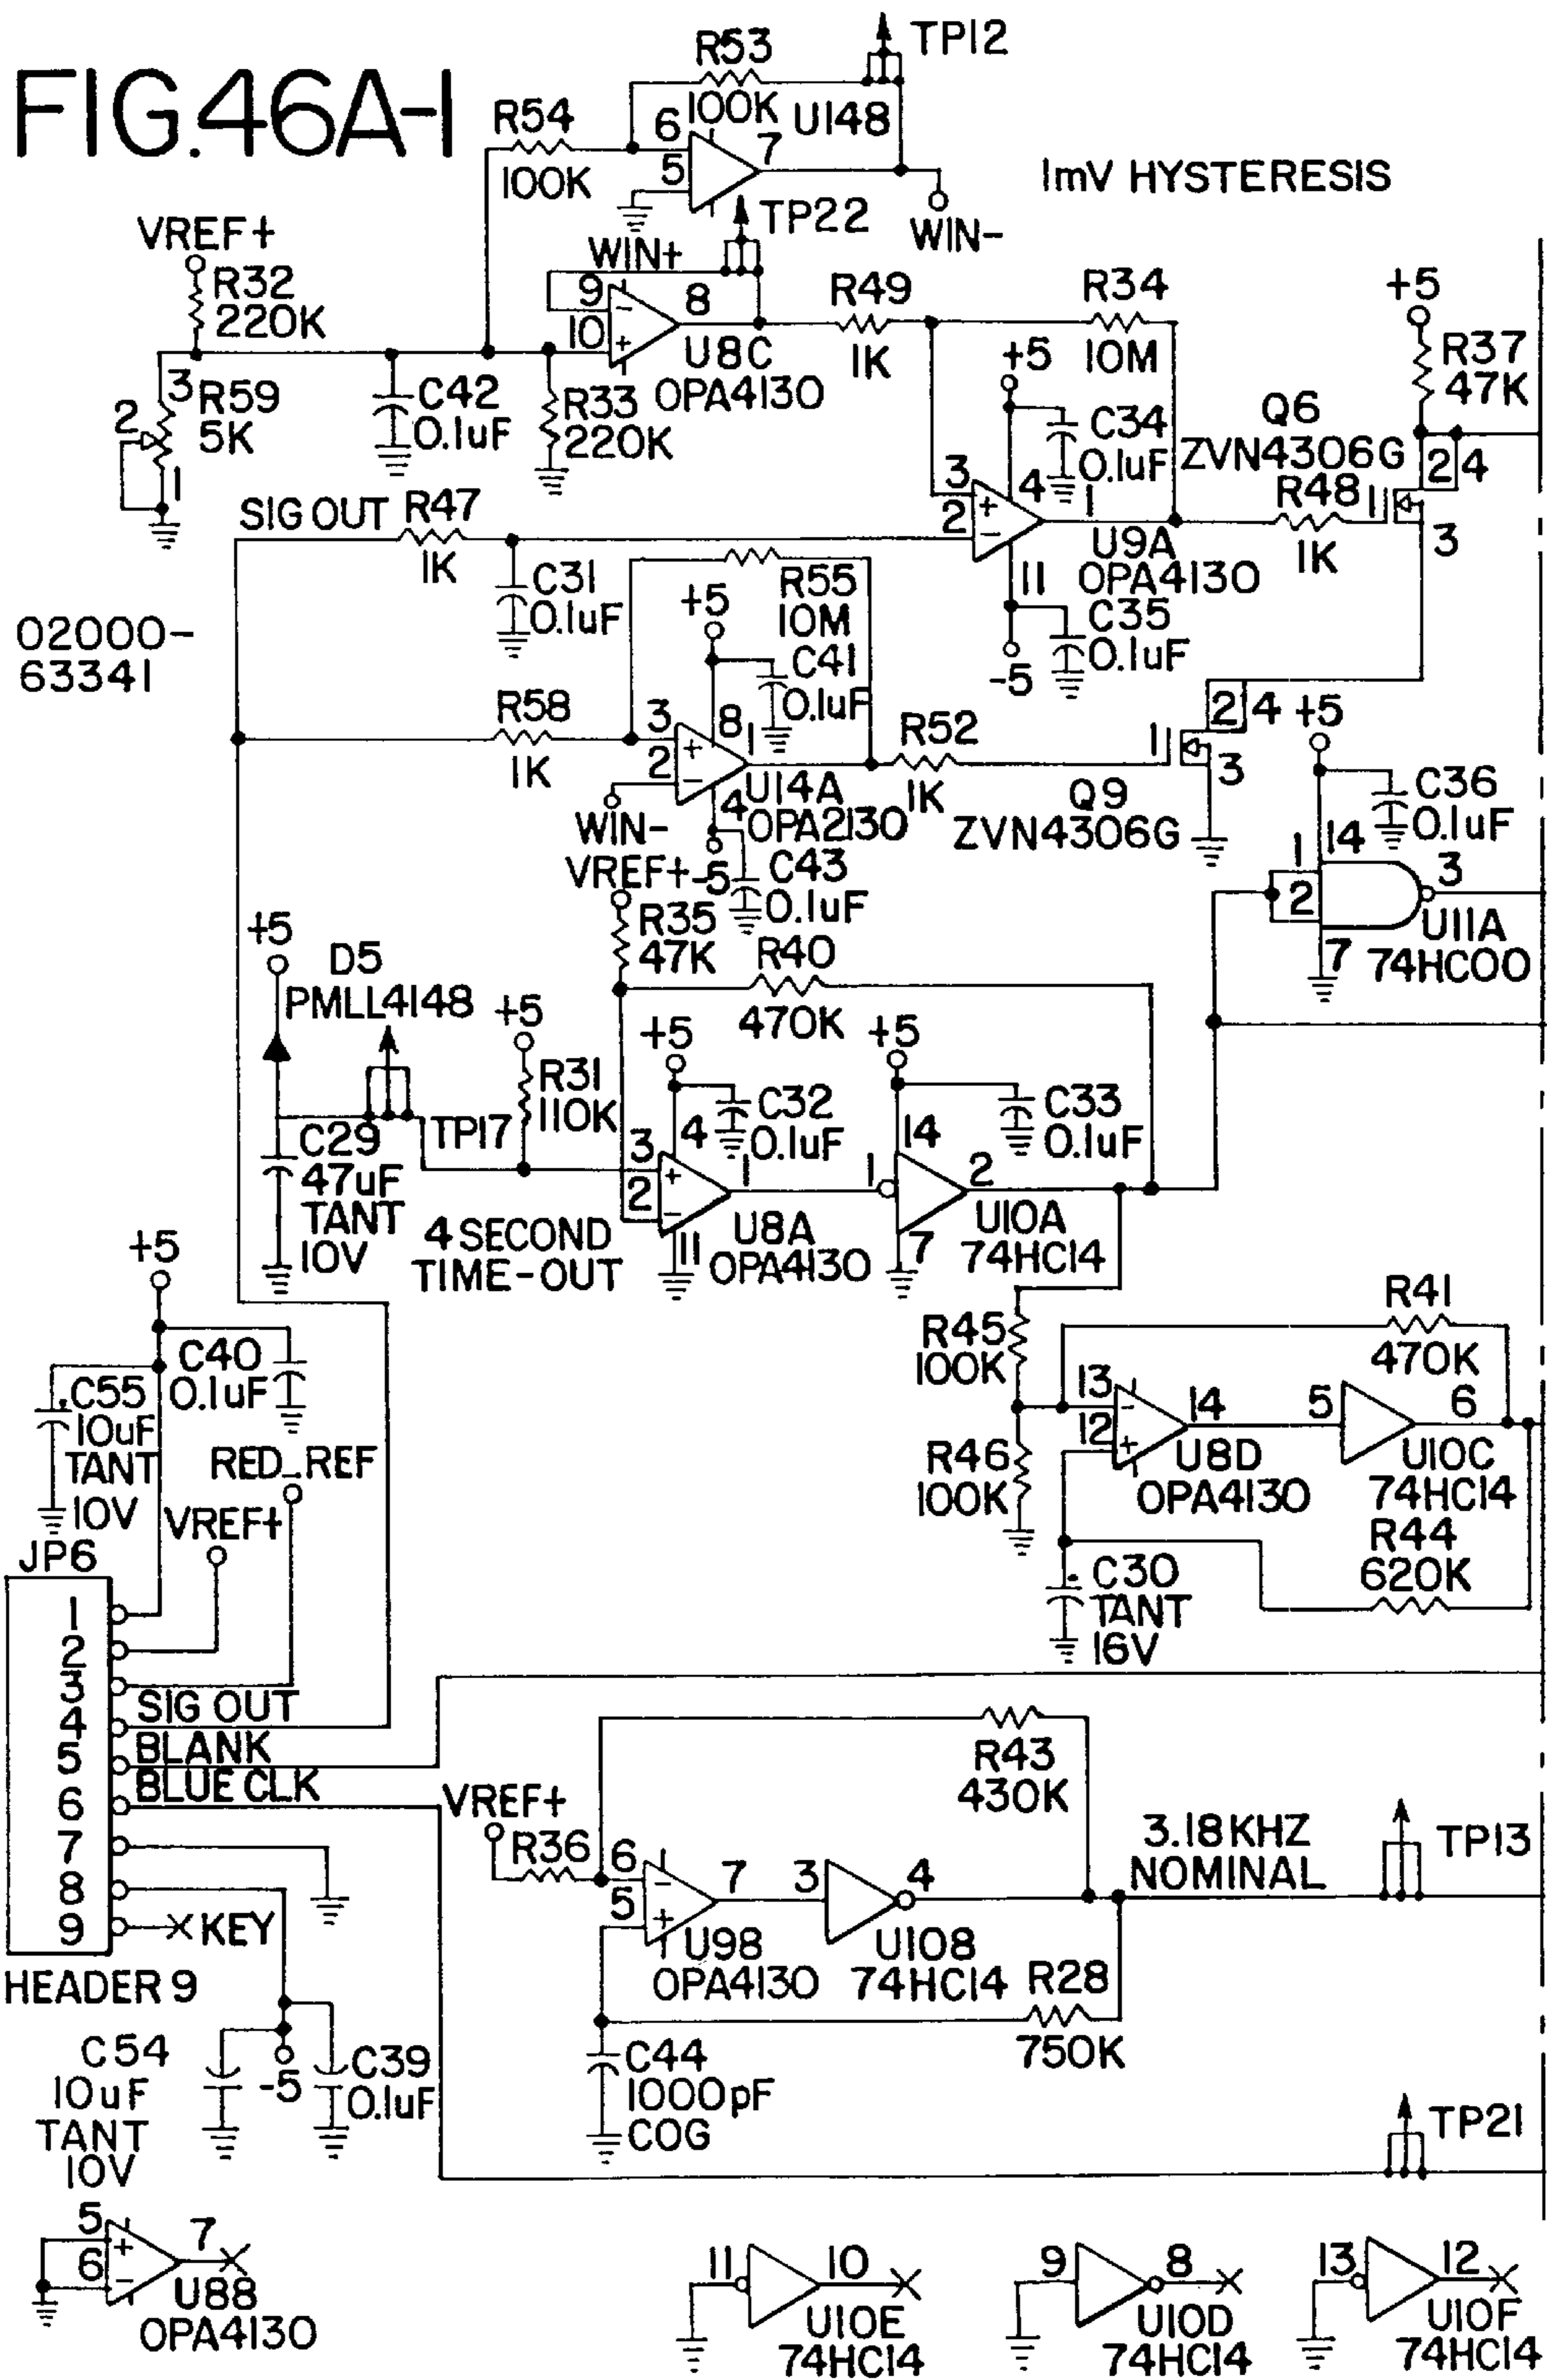 FIG.46A-1
TP12
R53
100K
U148
R54
100K
6
5
7
1mV HYSTERESIS
TP22
WIN-
VREF+
R32
220K
WIN+
9
10
-
+
8
U8C
OPA4130
R49
1K
R34
10M
+5
R37
47K
3
2
1
R59
5K
C42
0.1uF
R33
220K
+5
C34
0.1uF
Q6
ZVN4306G
2 4
3
2
+
-
4
1
11
U9A
OPA4130
R48
1K
1
3
SIG OUT
R47
1K
C31
0.1uF
R55
10M
+5
C41
0.1uF
C35
0.1uF
-5
02000-
63341
R58
1K
3
2
+
-
8
1
4
U14A
OPA2130
R52
1K
2 4
1
3
Q9
ZVN4306G
+5
C36
0.1uF
WIN-
-5
C43
0.1uF
1
2
14
3
7
U11A
74HC00
VREF+
R35
47K
R40
470K
+5
D5
PMLL4148
+5
R31
110K
TP17
C29
47uF
TANT
10V
+5
C32
0.1uF
+5
C33
0.1uF
3
2
+
-
4
1
11
U8A
OPA4130
1
14
2
7
U10A
74HC14
4 SECOND
TIME-OUT
+5
C40
0.1uF
C55
10uF
TANT
10V
RED_REF
VREF+
R45
100K
R46
100K
R41
470K
13
12
-
+
14
U8D
OPA4130
5
6
U10C
74HC14
R44
620K
C30
TANT
16V
JP6
1
2
3
4 SIG OUT
5 BLANK
6 BLUE CLK
7
8
9 KEY
HEADER 9
R43
430K
VREF+
R36
6
5
-
+
7
U98
OPA4130
3
4
U108
74HC14
3.18KHZ
NOMINAL
TP13
R28
750K
C44
1000pF
COG
C54
10uF
TANT
10V
-5
C39
0.1uF
TP21
5
6
+
-
7
U88
OPA4130
11
10
U10E
74HC14
9
8
U10D
74HC14
13
12
U10F
74HC14